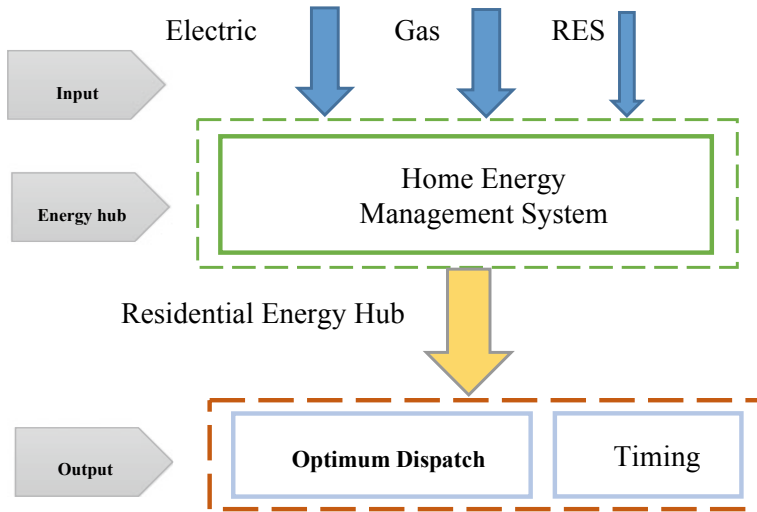 Electric Gas RES
Input
Home Energy
Management System
Energy hub
Residential Energy Hub
Optimum Dispatch Timing
Output